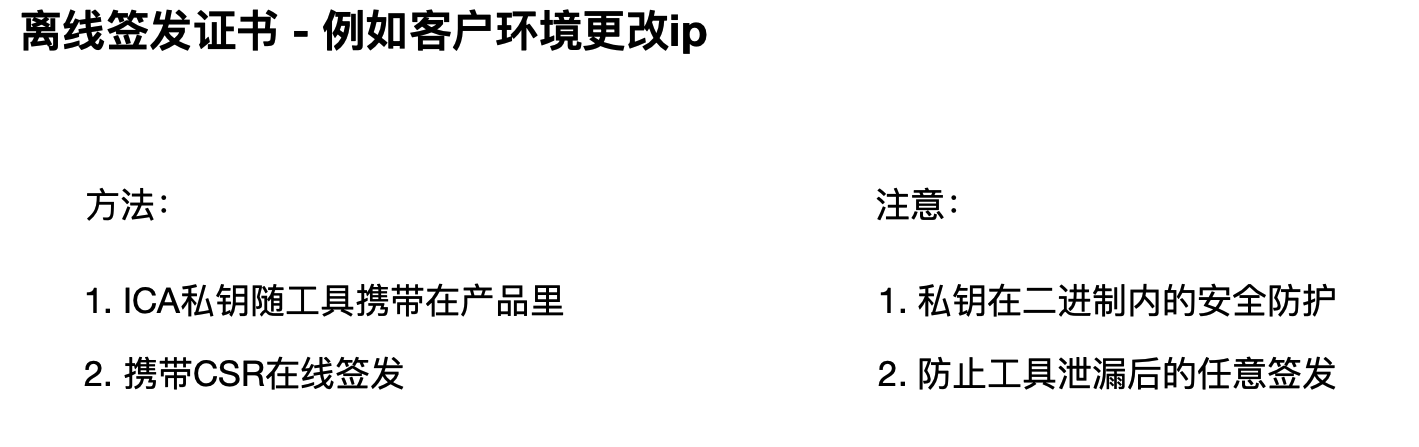 离线签发证书 - 例如客户环境更改ip
方法：
1. ICA私钥随工具携带在产品里
2. 携带CSR在线签发
注意：
1. 私钥在二进制内的安全防护
2. 防止工具泄漏后的任意签发